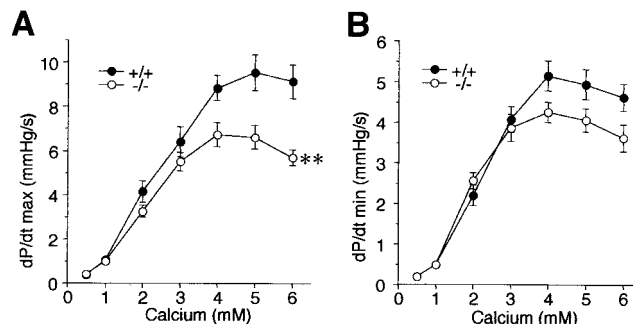 A
dP/dt max (mmHg/s)
10
8
6
4
2
0
+/+
-/-
**
0 1 2 3 4 5 6
Calcium (mM)
B
dP/dt min (mmHg/s)
6
5
4
3
2
1
0
+/+
-/-
0 1 2 3 4 5 6
Calcium (mM)